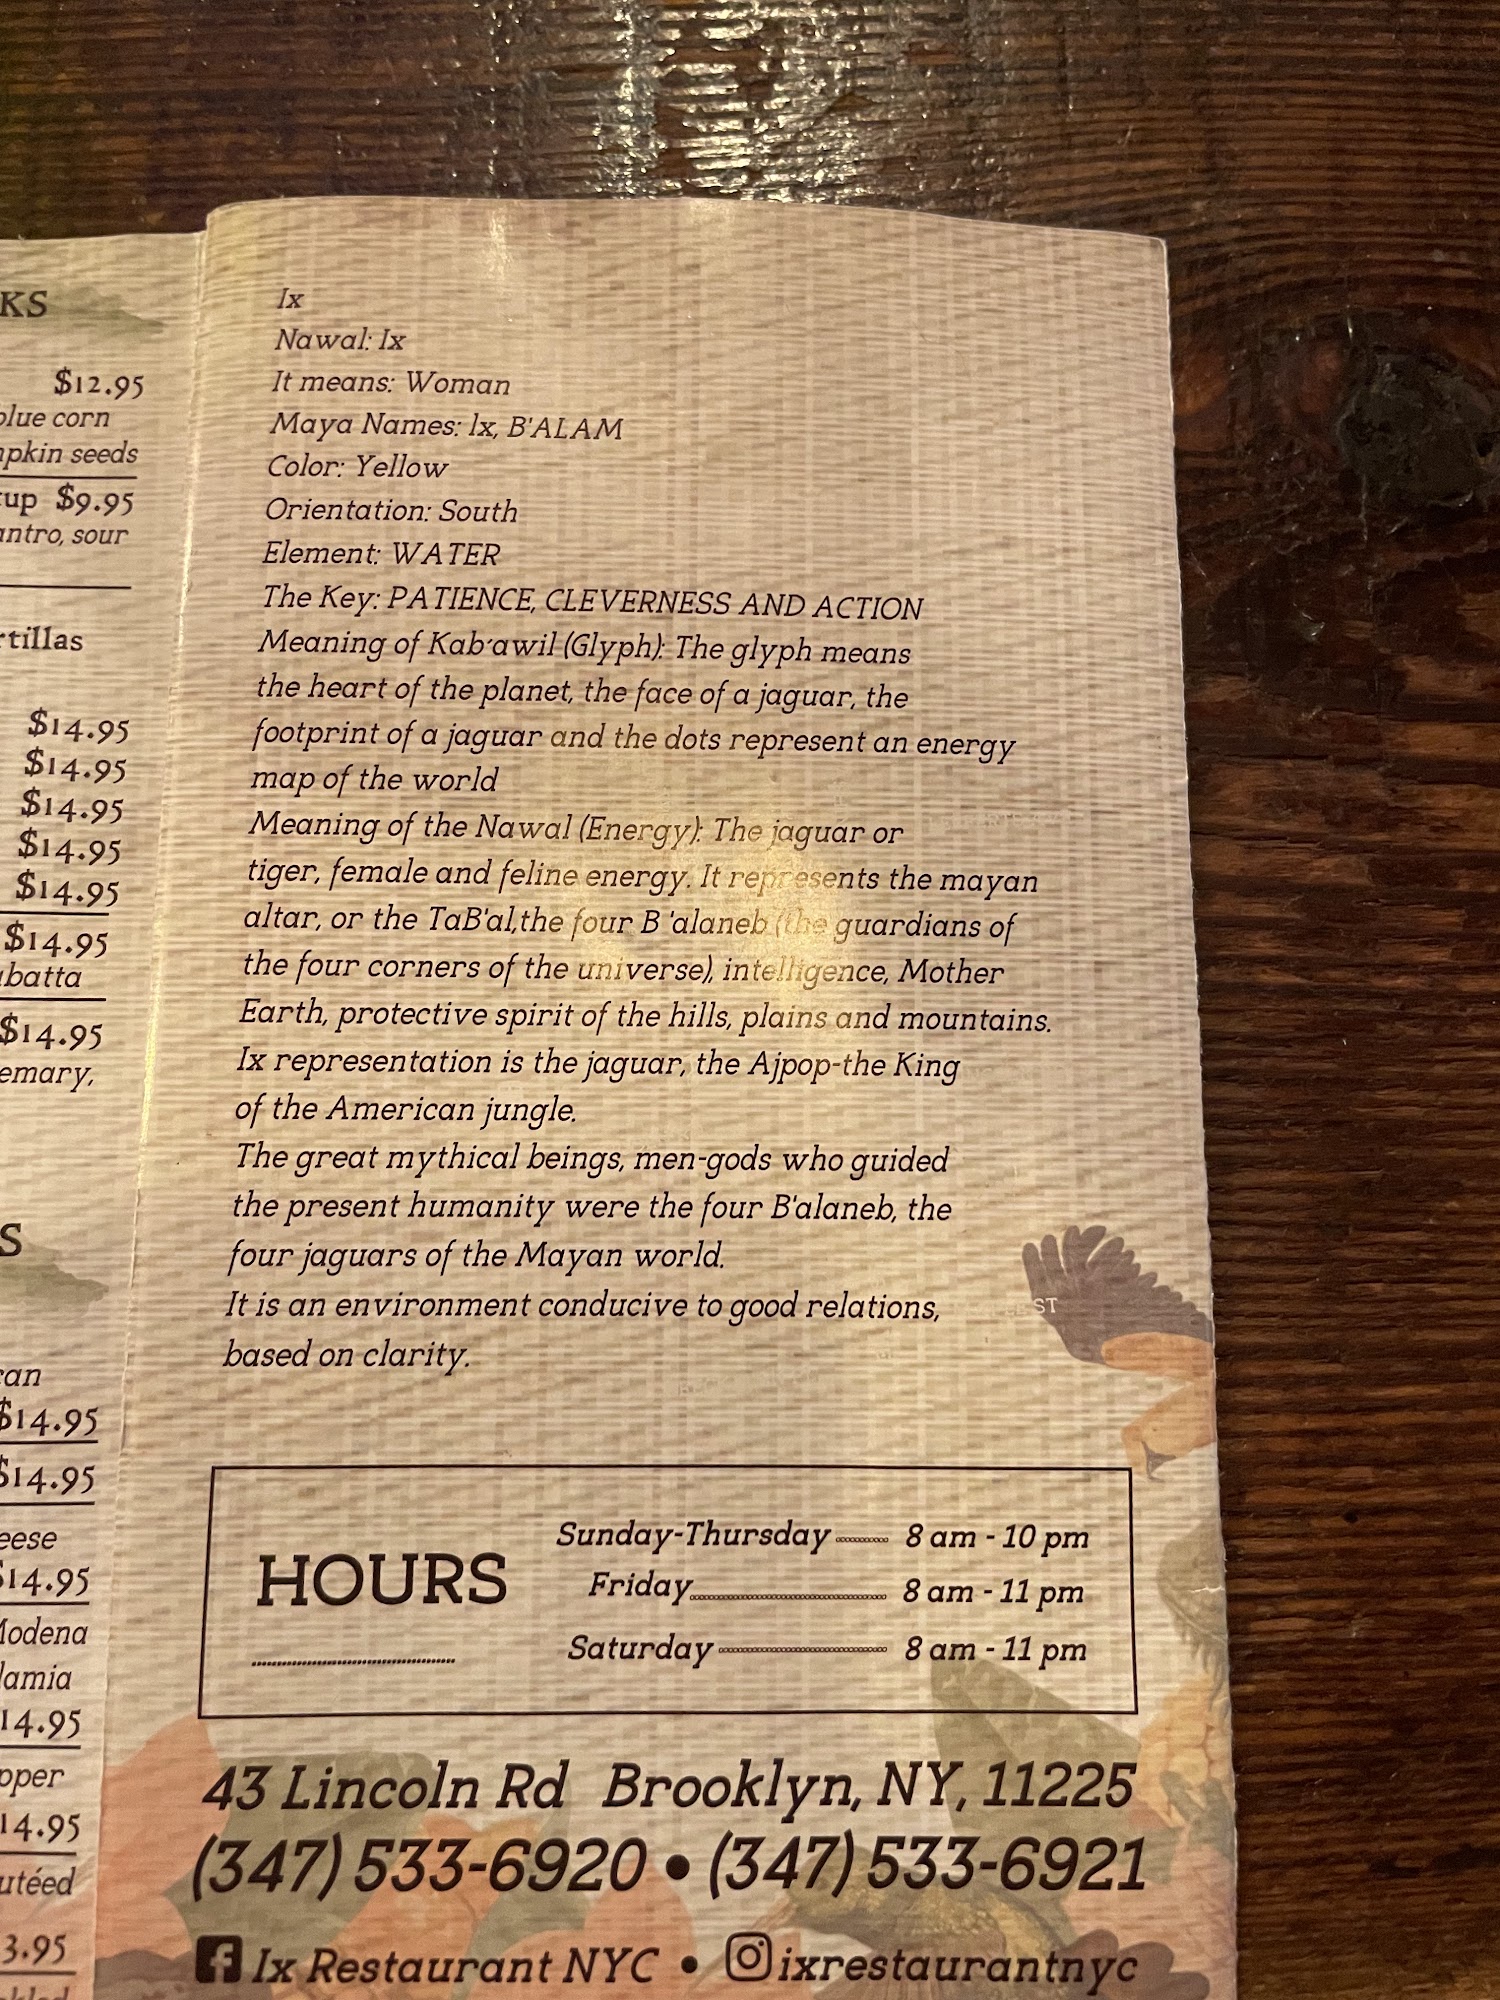 KS
$12.95
blue corn
pkin seeds
cup $9.95
antro, sour
rtillas
$14.95
$14.95
$14.95
$14.95
$14.95
$14.95
abatta
$14.95
emary,
S
can
$14.95
$14.95
eese
$14.95
Modena
lamia
14.95
pper
14.95
utéed
3.95
Ix
Nawal: Ix
It means: Woman
Maya Names: Ix, B'ALAM
Color: Yellow
Orientation: South
Element: WATER
The Key: PATIENCE, CLEVERNESS AND ACTION
Meaning of Kab´awil (Glyph): The glyph means
the heart of the planet, the face of a jaguar, the
footprint of a jaguar and the dots represent an energy
map of the world
Meaning of the Nawal (Energy): The jaguar or
tiger, female and feline energy. It represents the mayan
altar, or the TaB'al,the four B 'alaneb (the guardians of
the four corners of the universe), intelligence, Mother
Earth, protective spirit of the hills, plains and mountains.
Ix representation is the jaguar, the Ajpop-the King
of the American jungle.
The great mythical beings, men-gods who guided
the present humanity were the four B'alaneb, the
four jaguars of the Mayan world.
It is an environment conducive to good relations,
based on clarity.
HOURS
Sunday-Thursday 8 am - 10 pm
Friday 8 am - 11 pm
Saturday 8 am - 11 pm
43 Lincoln Rd Brooklyn, NY, 11225
(347) 533-6920 • (347) 533-6921
Ix Restaurant NYC • ixrestaurantnyc